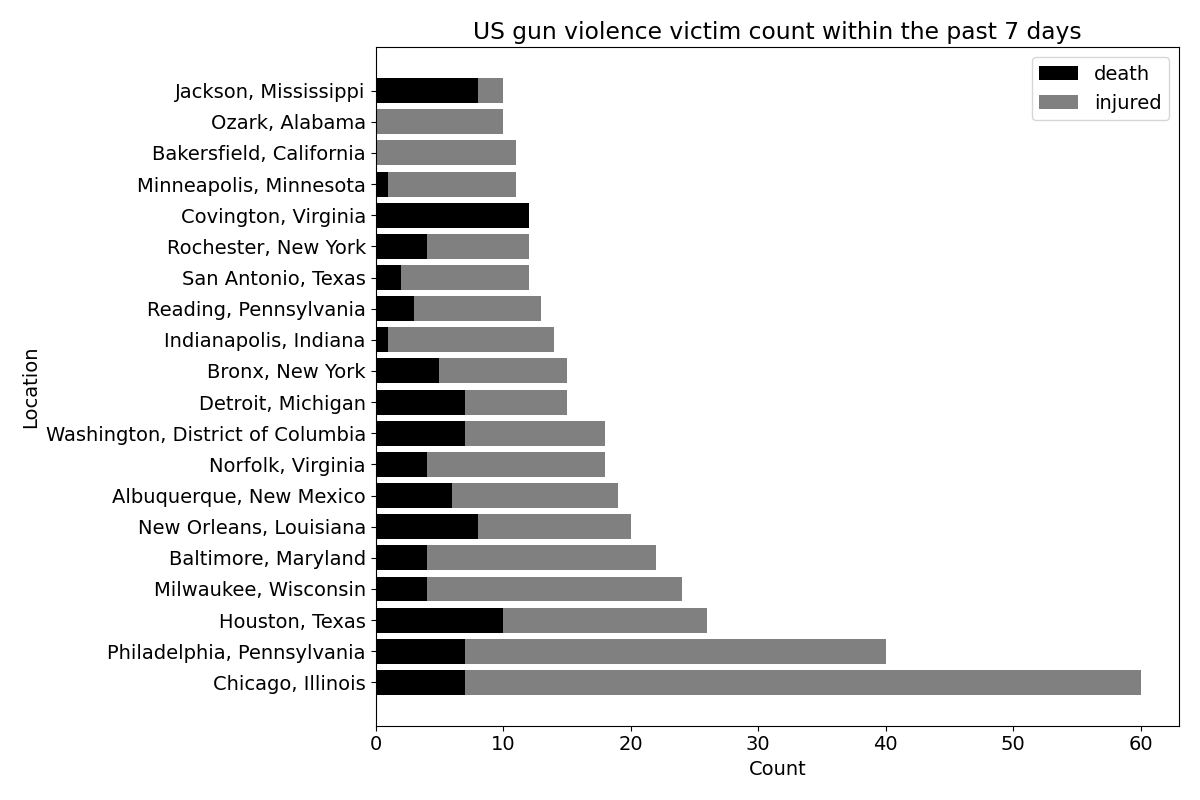 US gun violence victim count within the past 7 days
death
injured
Jackson, Mississippi
Ozark, Alabama
Bakersfield, California
Minneapolis, Minnesota
Covington, Virginia
Rochester, New York
San Antonio, Texas
Reading, Pennsylvania
Indianapolis, Indiana
Bronx, New York
Detroit, Michigan
Washington, District of Columbia
Norfolk, Virginia
Albuquerque, New Mexico
New Orleans, Louisiana
Baltimore, Maryland
Milwaukee, Wisconsin
Houston, Texas
Philadelphia, Pennsylvania
Chicago, Illinois
Location
0 10 20 30 40 50 60
Count